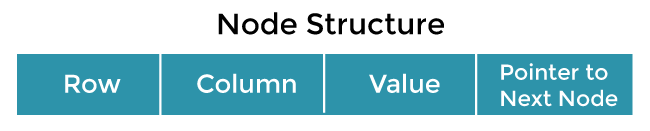 Node Structure
Row
Column
Value
Pointer to
Next Node